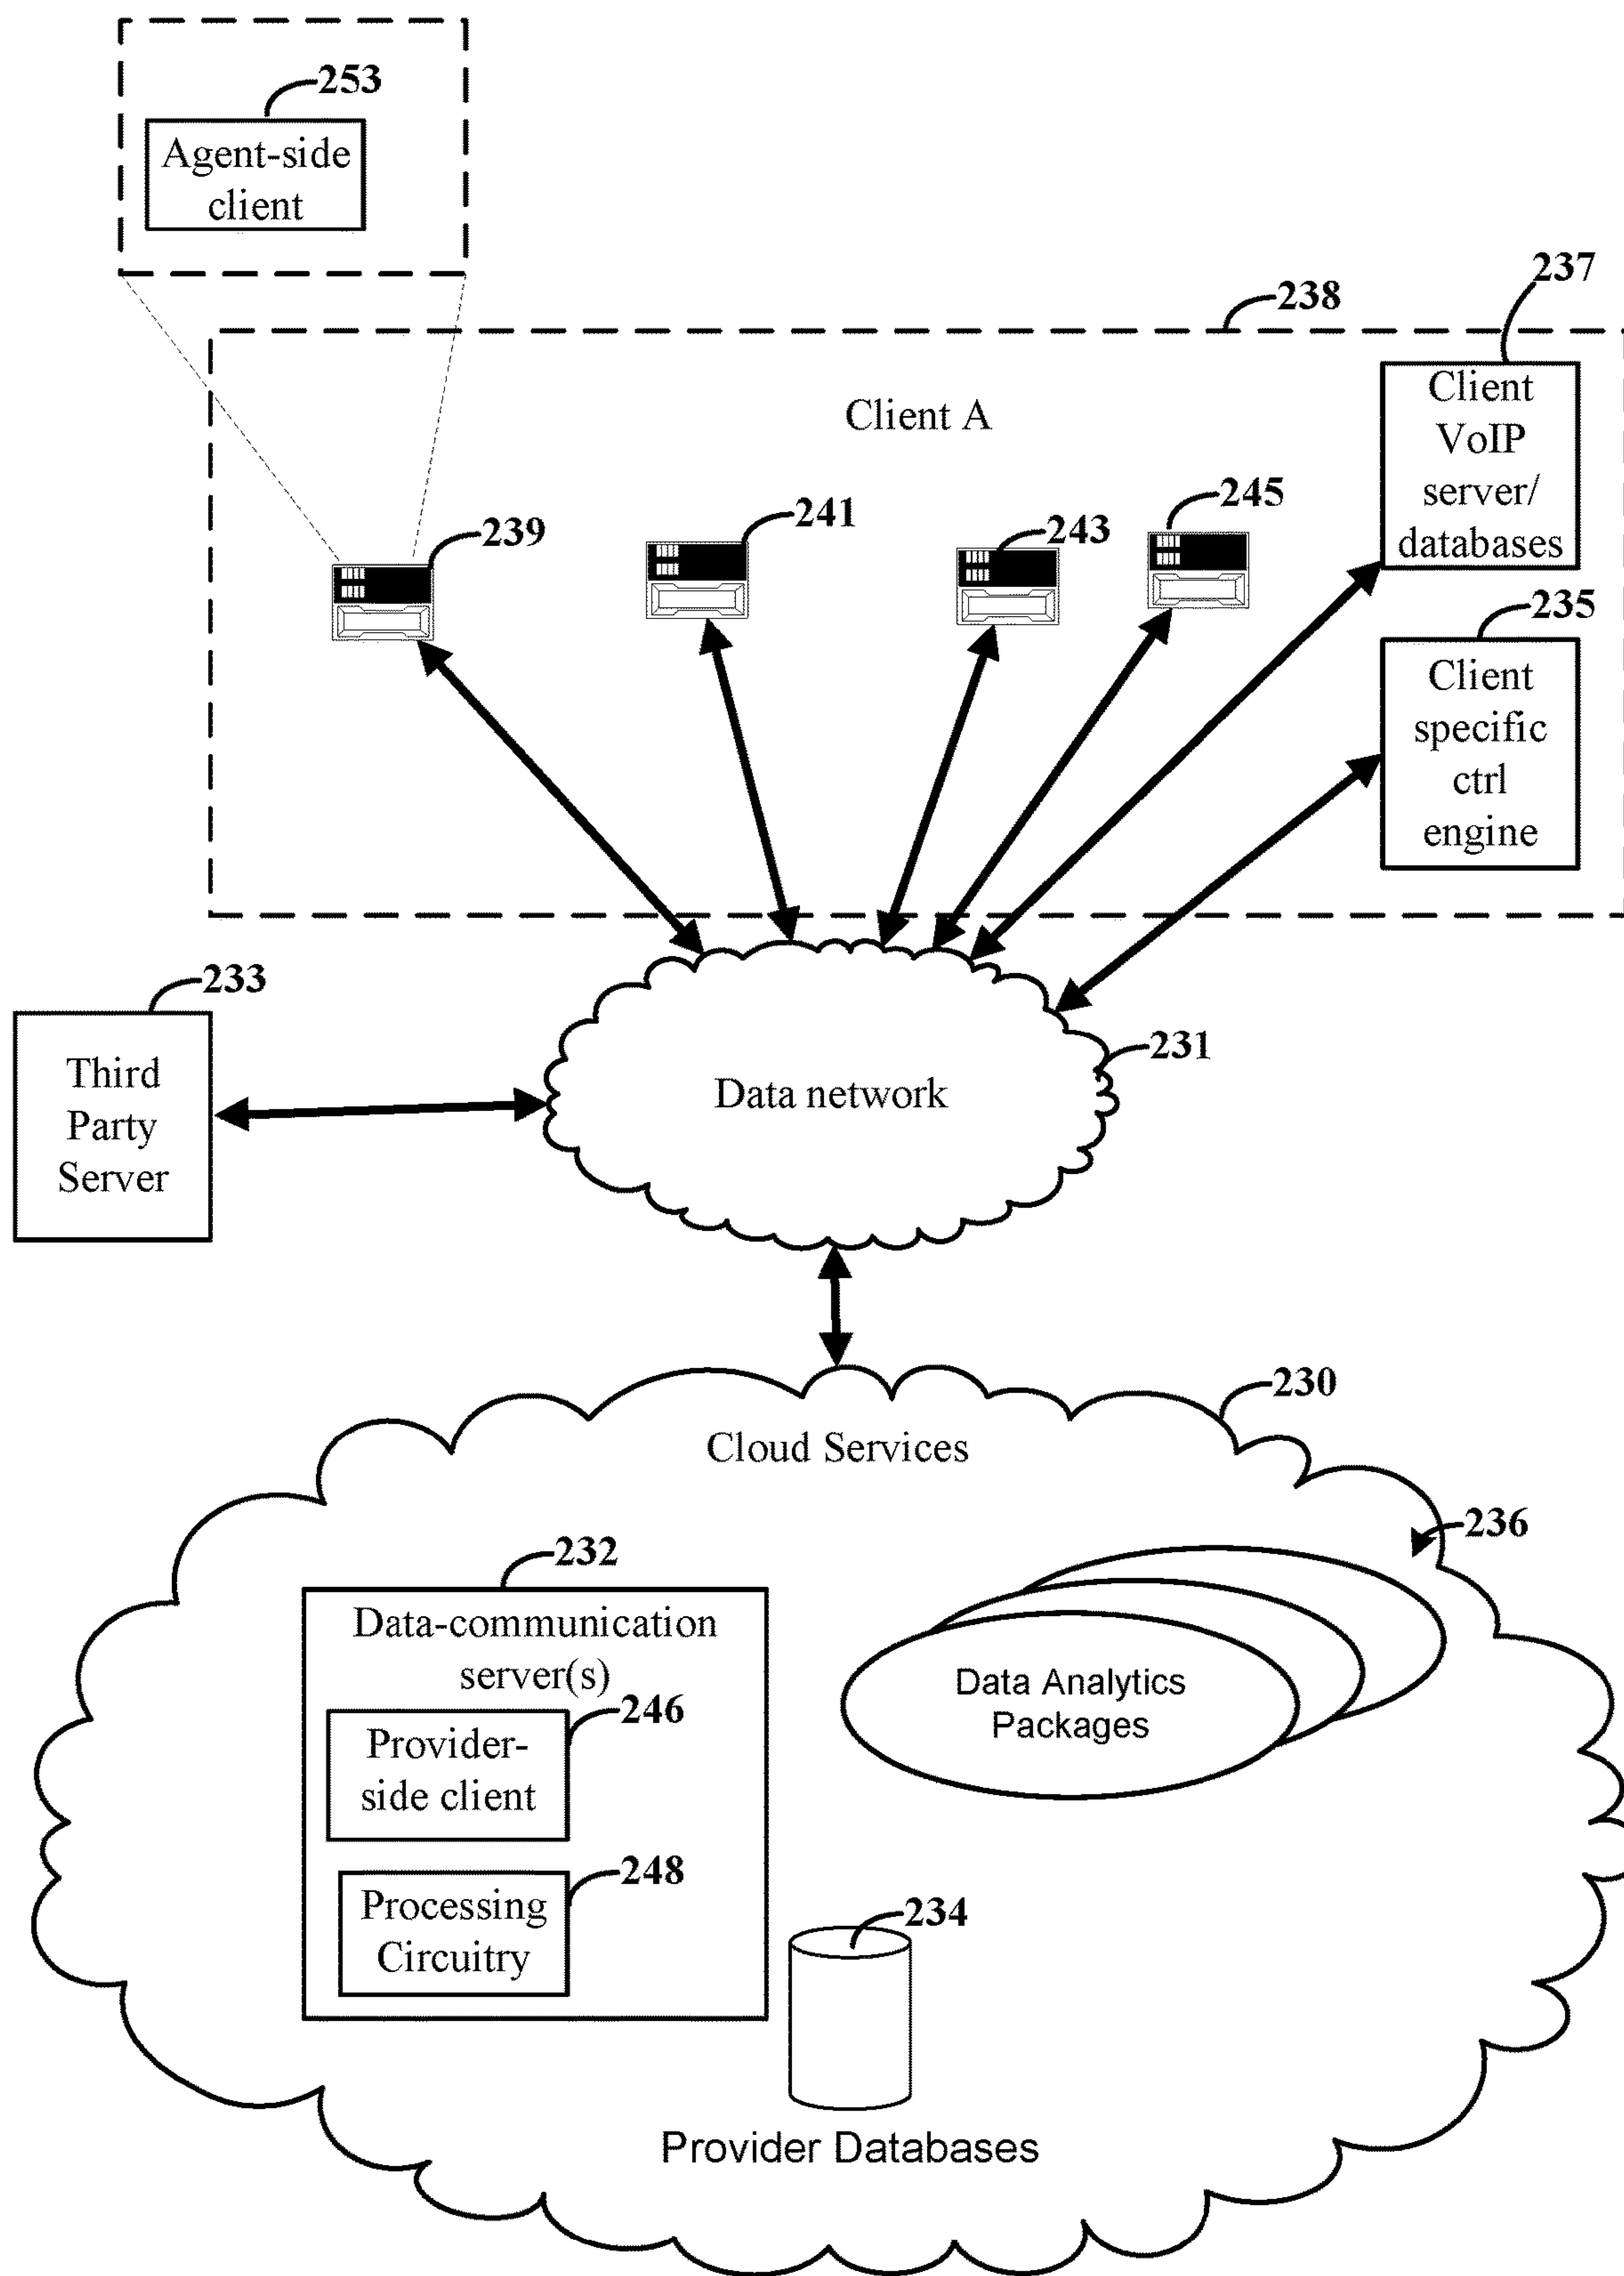 253
Agent-side
client
238
237
Client A
Client
VoIP
server/
databases
239
241
243
245
235
Client
specific
ctrl
engine
233
Third
Party
Server
231
Data network
230
Cloud Services
236
232
Data-communication
server(s)
246
Provider-
side client
248
Processing
Circuitry
Data Analytics
Packages
234
Provider Databases